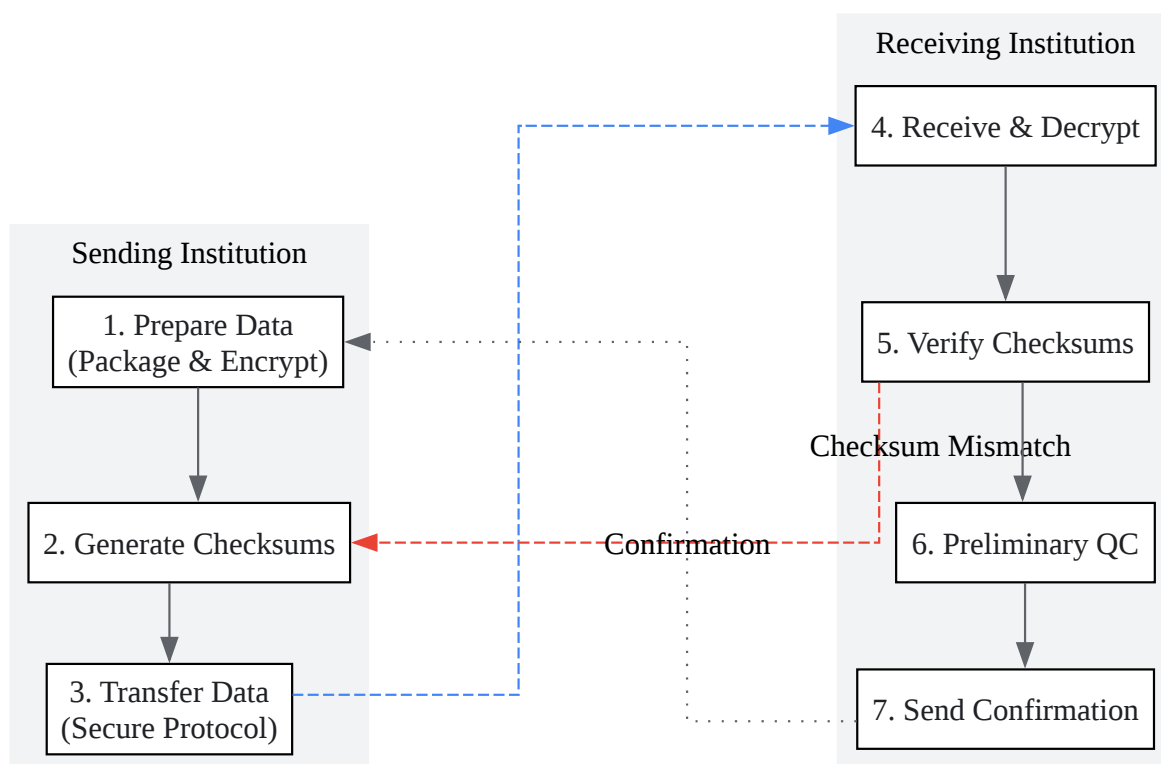 Sending Institution
1. Prepare Data
(Package & Encrypt)
2. Generate Checksums
3. Transfer Data
(Secure Protocol)
Receiving Institution
4. Receive & Decrypt
5. Verify Checksums
Checksum Mismatch
6. Preliminary QC
Confirmation
7. Send Confirmation